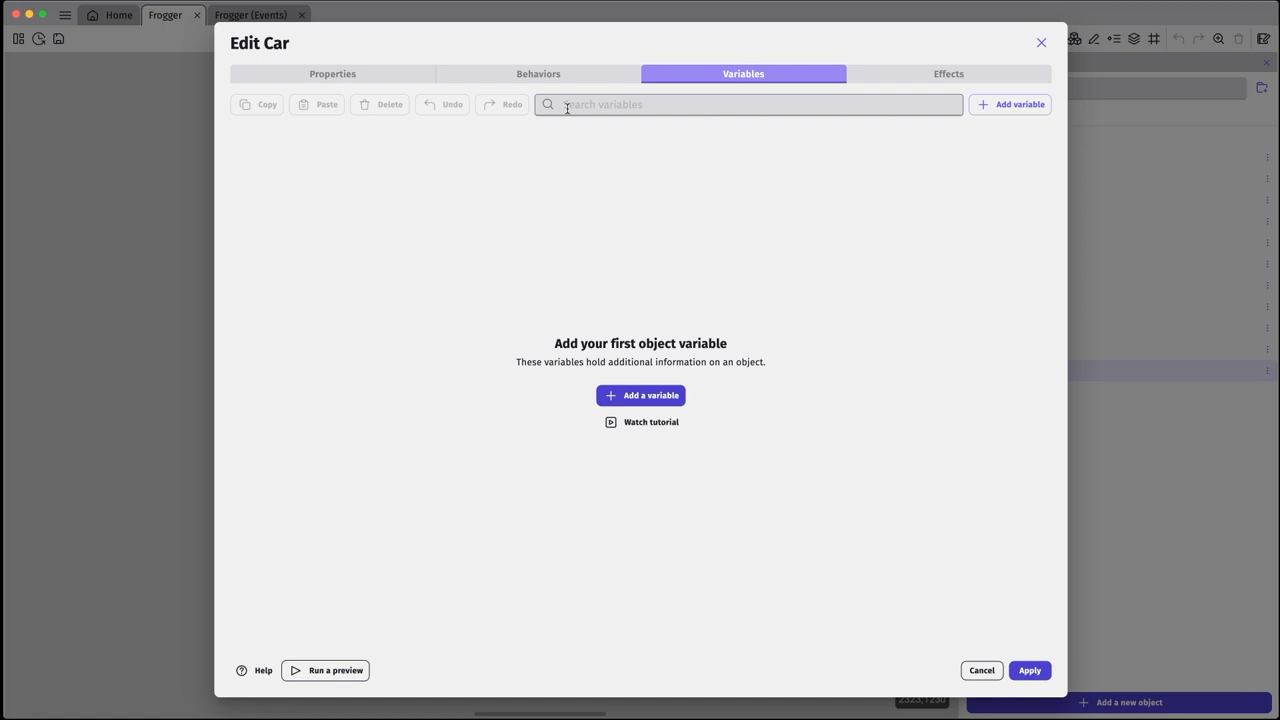 Home
Frogger
Frogger (Events)
Edit Car
Properties
Behaviors
Variables
Effects
Copy
Paste
Delete
Undo
Redo
Search variables
Add variable
Add your first object variable
These variables hold additional information on an object.
Add a variable
Watch tutorial
Help
Run a preview
Cancel
Apply
2323;1230
Add a new object